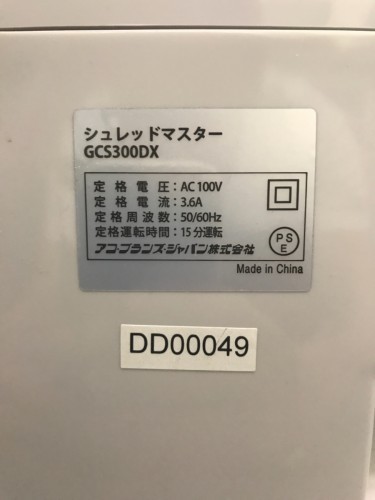 シュレッドマスター
GCS300DX
定格電圧:AC100V
定格電流:3.6A
定格周波数:50/60Hz
定格運転時間:15分運転
PS
E
アコ・ブランズ・ジャパン株式会社
Made in China
DD00049